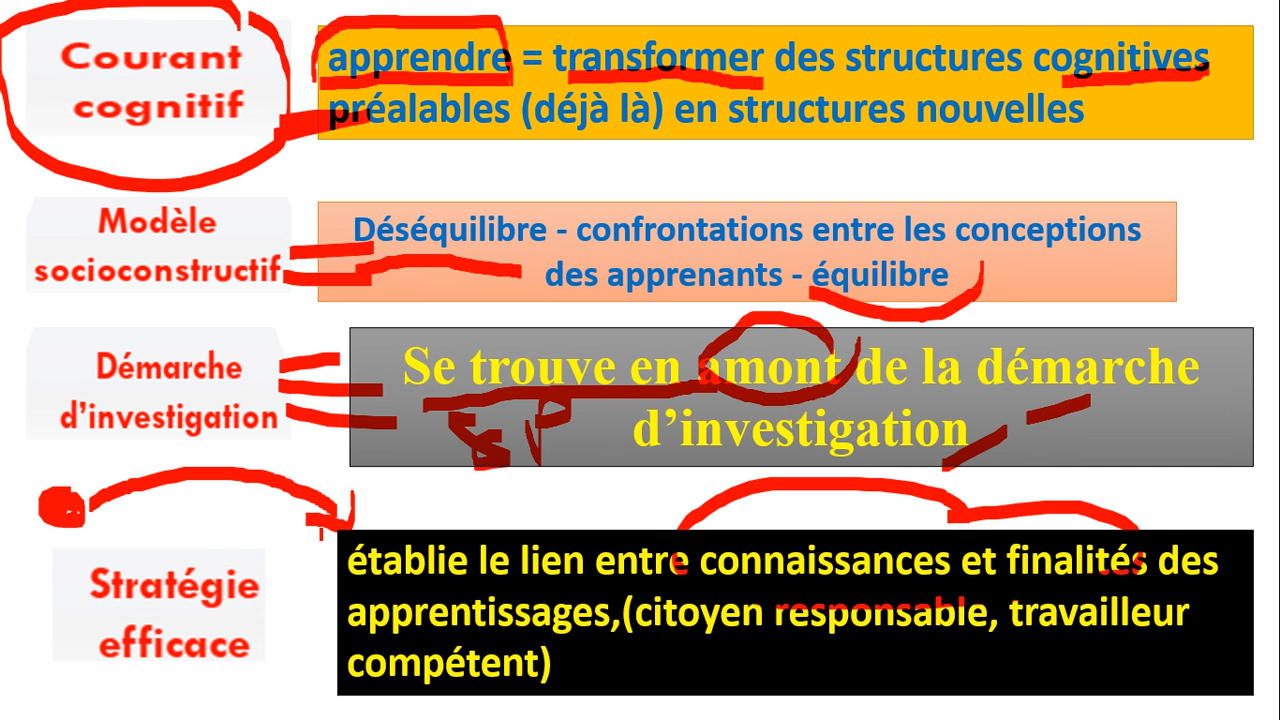 Courant
cognitif
apprendre = transformer des structures cognitives
préalables (déjà là) en structures nouvelles
Modèle
socioconstructif
Déséquilibre - confrontations entre les conceptions
des apprenants - équilibre
Démarche
d'investigation
Se trouve en amont de la démarche
d'investigation
Stratégie
efficace
établie le lien entre connaissances et finalités des
apprentissages,(citoyen responsable, travailleur
compétent)